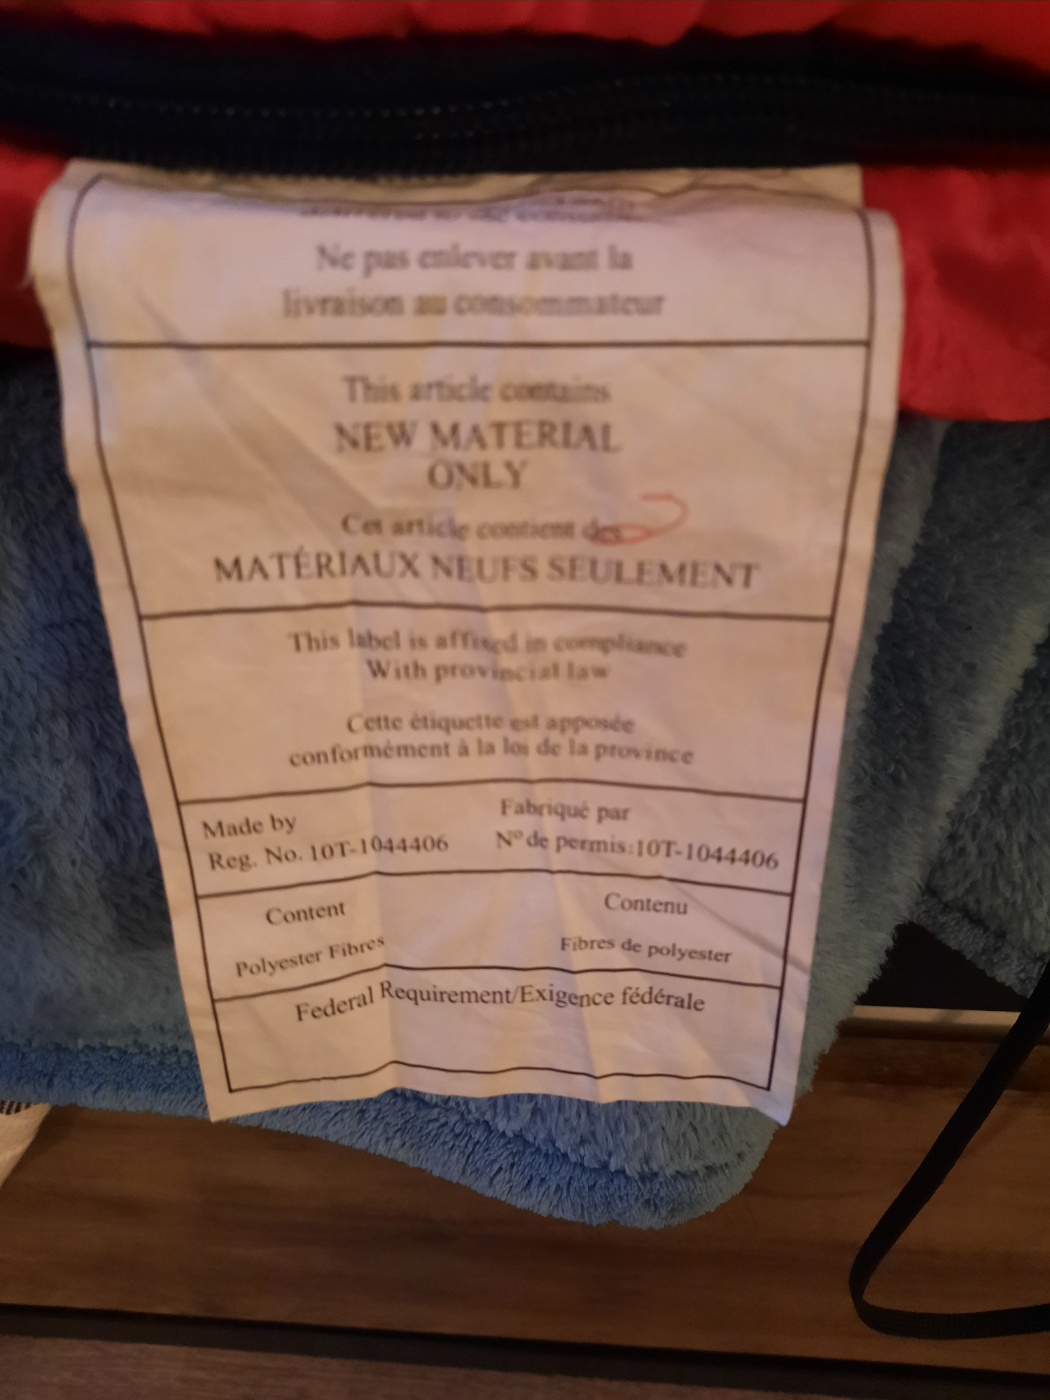 Ne pas enlever avant la
livraison au consommateur
This article contains
NEW MATERIAL
ONLY
Cet article contient des
MATÉRIAUX NEUFS SEULEMENT
This label is affixed in compliance
With provincial law
Cette étiquette est apposée
conformément à la loi de la province
Made by
Reg. No. 10T-1044406
Fabriqué par
Nº de permis:10T-1044406
Content
Polyester Fibres
Contenu
Fibres de polyester
Federal Requirement/Exigence fédérale